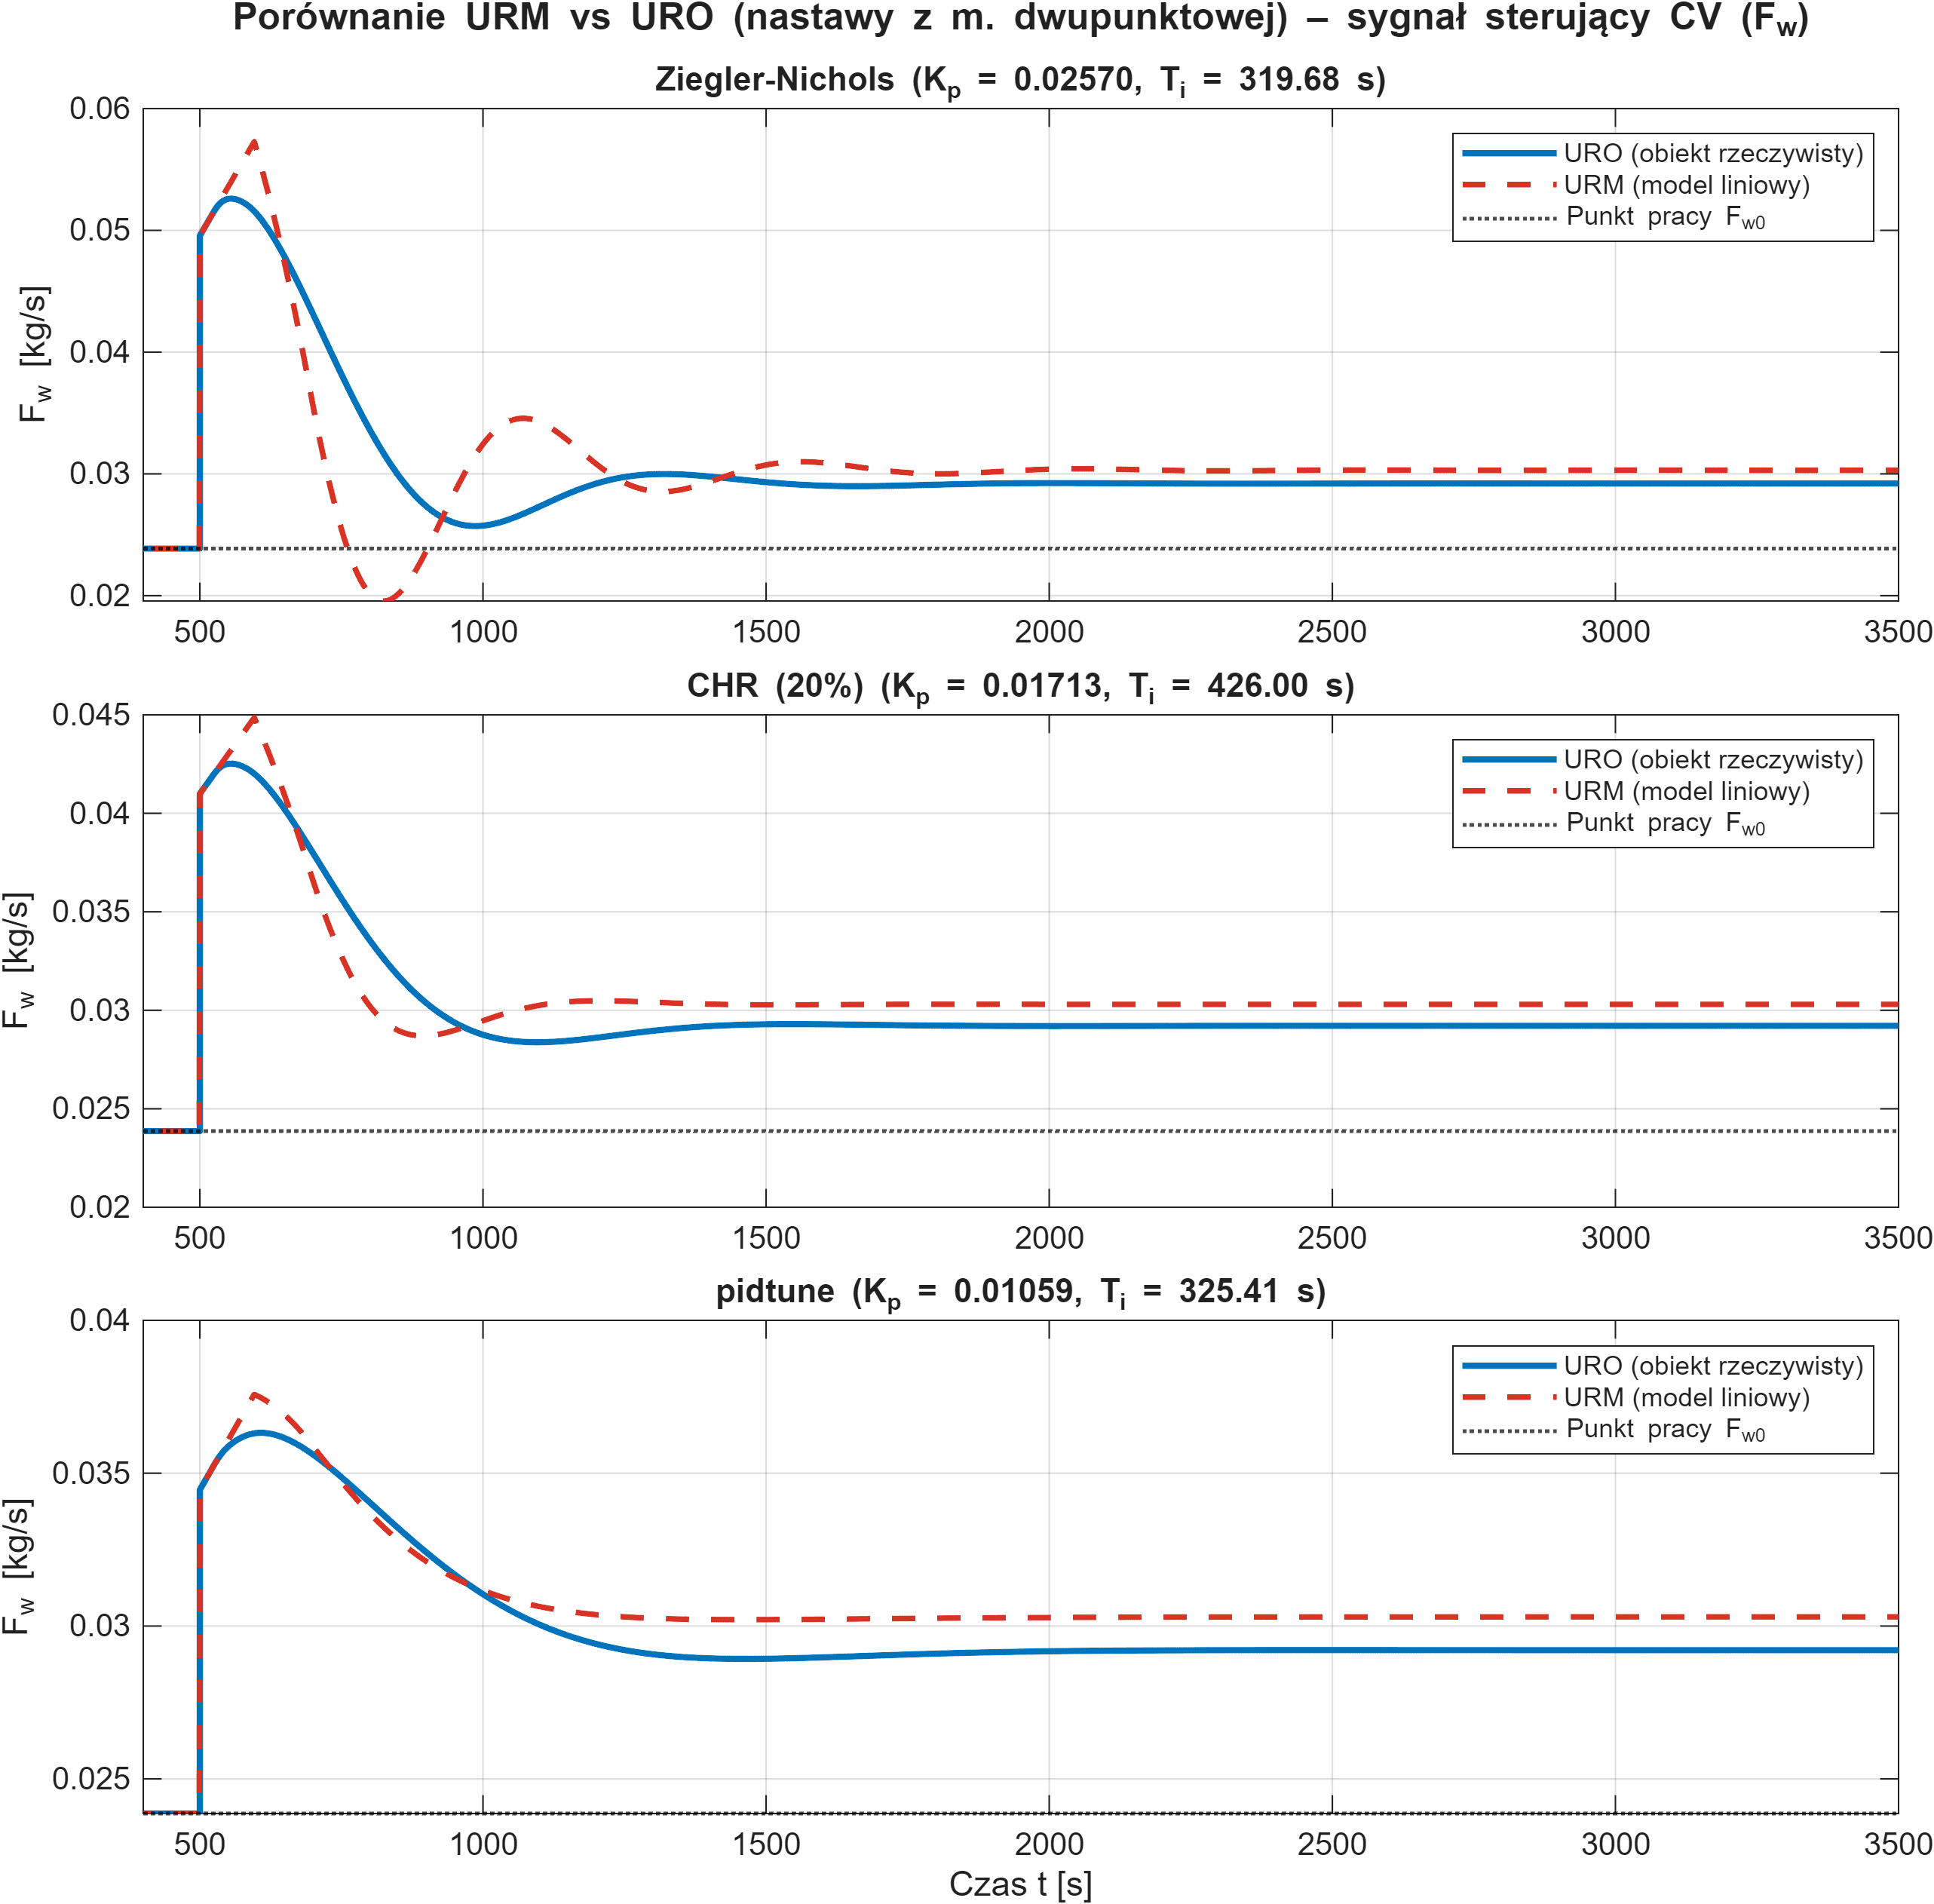 Porównanie URM vs URO (nastawy z m. dwupunktowej) – sygnał sterujący CV (Fw)
Ziegler-Nichols (Kp = 0.02570, Ti = 319.68 s)
0.06
0.05
0.04
0.03
0.02
Fw [kg/s]
URO (obiekt rzeczywisty)
URM (model liniowy)
Punkt pracy Fw0
500 1000 1500 2000 2500 3000 3500
CHR (20%) (Kp = 0.01713, Ti = 426.00 s)
0.045
0.04
0.035
0.03
0.025
0.02
Fw [kg/s]
URO (obiekt rzeczywisty)
URM (model liniowy)
Punkt pracy Fw0
500 1000 1500 2000 2500 3000 3500
pidtune (Kp = 0.01059, Ti = 325.41 s)
0.04
0.035
0.03
0.025
Fw [kg/s]
URO (obiekt rzeczywisty)
URM (model liniowy)
Punkt pracy Fw0
500 1000 1500 2000 2500 3000 3500
Czas t [s]